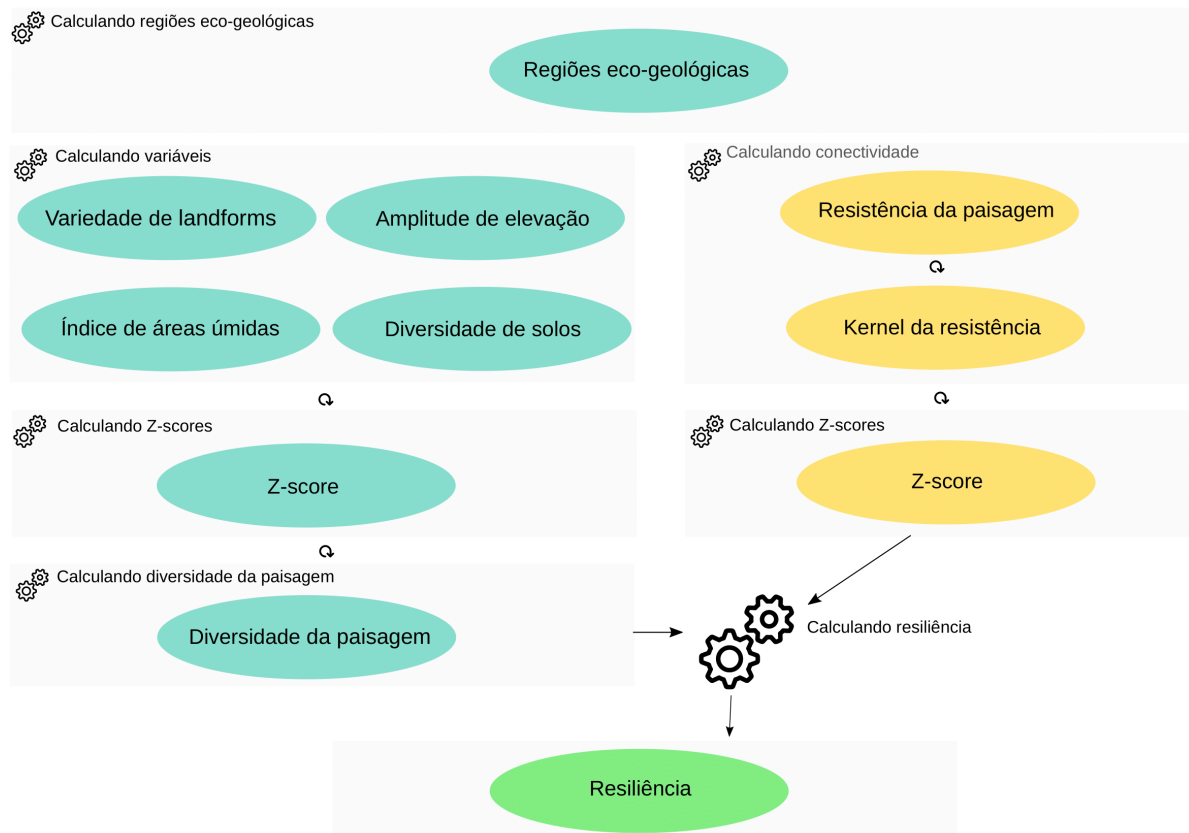 Calculando regiões eco-geológicas
Regiões eco-geológicas
Calculando variáveis
Variedade de landforms
Amplitude de elevação
Índice de áreas úmidas
Diversidade de solos
Calculando conectividade
Resistência da paisagem
Kernel da resistência
Calculando Z-scores
Z-score
Calculando Z-scores
Z-score
Calculando diversidade da paisagem
Diversidade da paisagem
Calculando resiliência
Resiliência